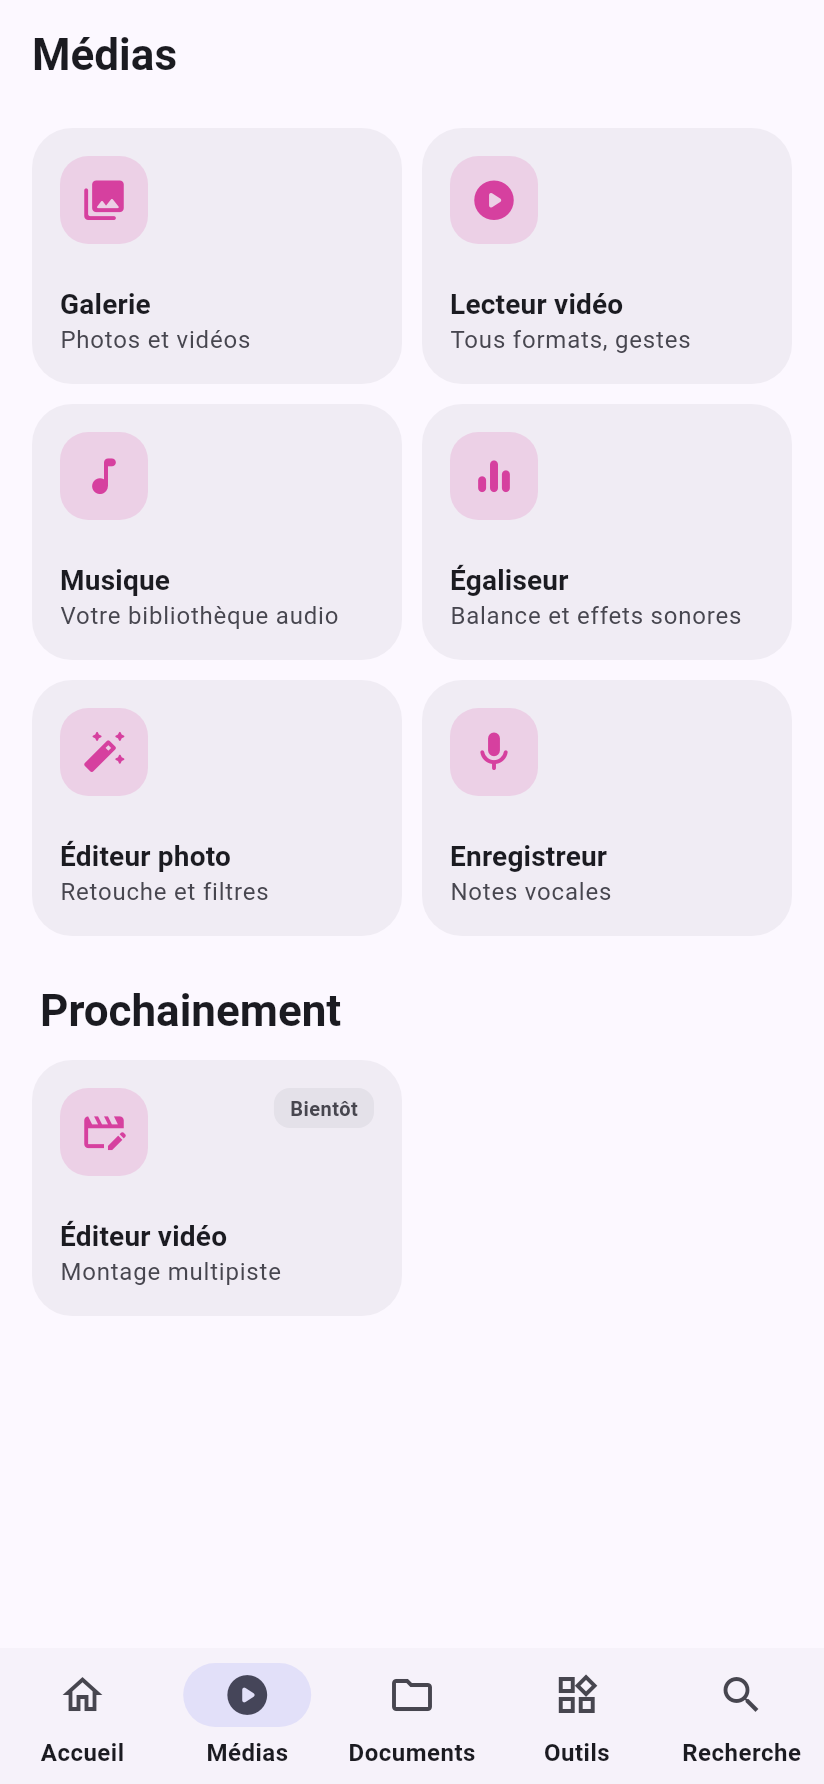 Médias
Galerie
Photos et vidéos
Lecteur vidéo
Tous formats, gestes
Musique
Votre bibliothèque audio
Égaliseur
Balance et effets sonores
Éditeur photo
Retouche et filtres
Enregistreur
Notes vocales
Prochainement
Bientôt
Éditeur vidéo
Montage multipiste
Accueil
Médias
Documents
Outils
Recherche